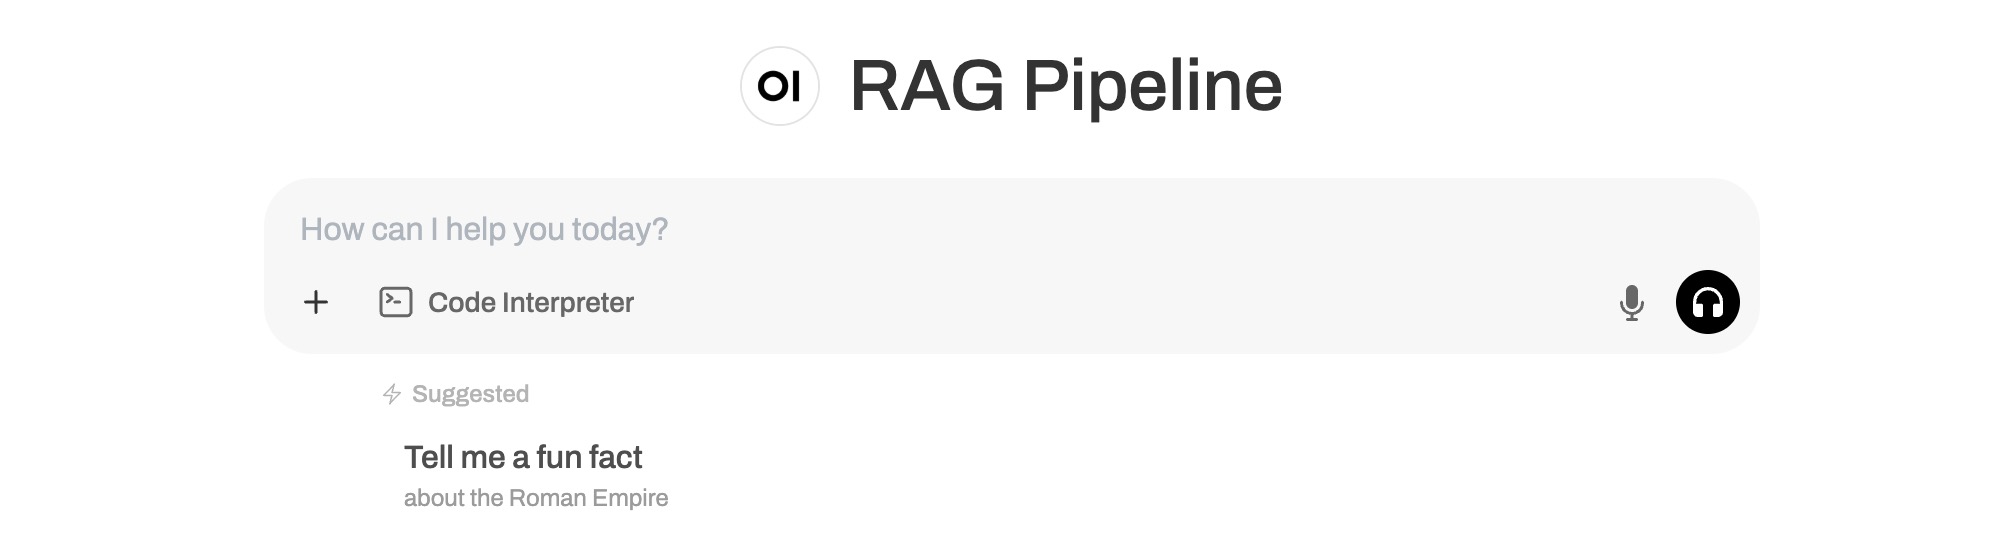 OI RAG Pipeline
How can I help you today?
Code Interpreter
Suggested
Tell me a fun fact
about the Roman Empire